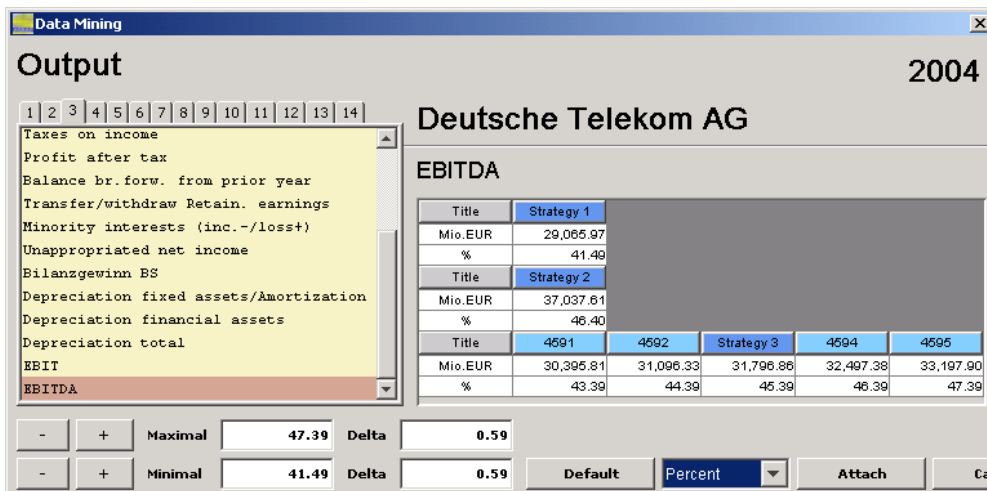 Data Mining
Output
2004
1 2 3 4 5 6 7 8 9 10 11 12 13 14
Taxes on income
Profit after tax
Balance br.forw. from prior year
Transfer/withdraw Retain. earnings
Minority interests (inc.-/loss+)
Unappropriated net income
Bilanzgewinn BS
Depreciation fixed assets/Amortization
Depreciation financial assets
Depreciation total
EBIT
EBITDA
Deutsche Telekom AG
EBITDA
Title Strategy 1
Mio.EUR 29,065.97
% 41.49
Title Strategy 2
Mio.EUR 37,037.61
% 46.40
Title 4591 4592 Strategy 3 4594 4595
Mio.EUR 30,395.81 31,096.33 31,796.86 32,497.38 33,197.90
% 43.39 44.39 45.39 46.39 47.39
- + Maximal 47.39 Delta 0.59
- + Minimal 41.49 Delta 0.59 Default Percent Attach Ca